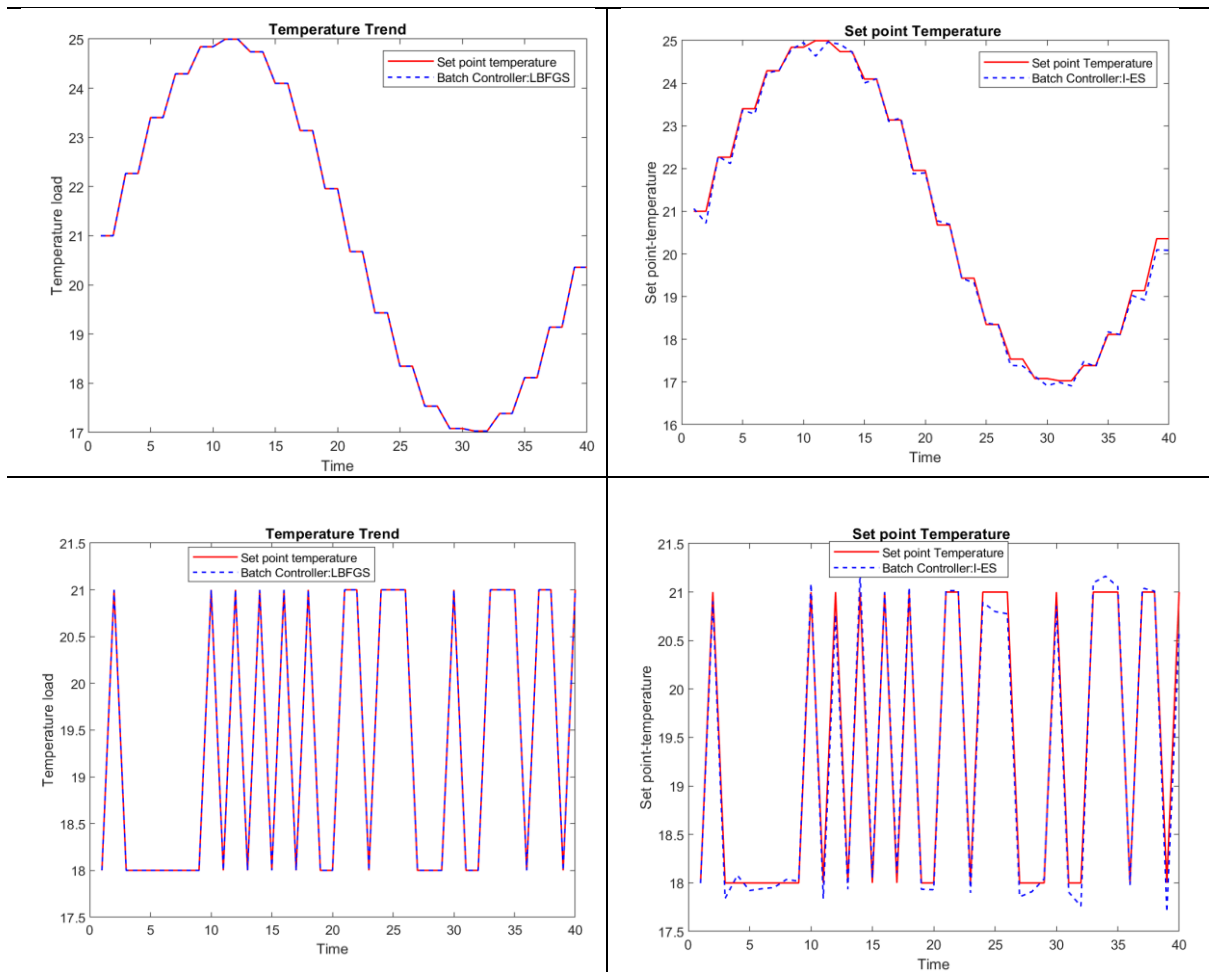 Temperature Trend
Set point temperature
Batch Controller:LBFGS
Temperature load
25
24
23
22
21
20
19
18
17
0 5 10 15 20 25 30 35 40
Time
Set point Temperature
Set point Temperature
Batch Controller:I-ES
Set point-temperature
25
24
23
22
21
20
19
18
17
16
0 5 10 15 20 25 30 35 40
Time
Temperature Trend
Set point temperature
Batch Controller:LBFGS
Temperature load
21.5
21
20.5
20
19.5
19
18.5
18
17.5
0 5 10 15 20 25 30 35 40
Time
Set point Temperature
Set point Temperature
Batch Controller:I-ES
Set point-temperature
21.5
21
20.5
20
19.5
19
18.5
18
17.5
0 5 10 15 20 25 30 35 40
Time